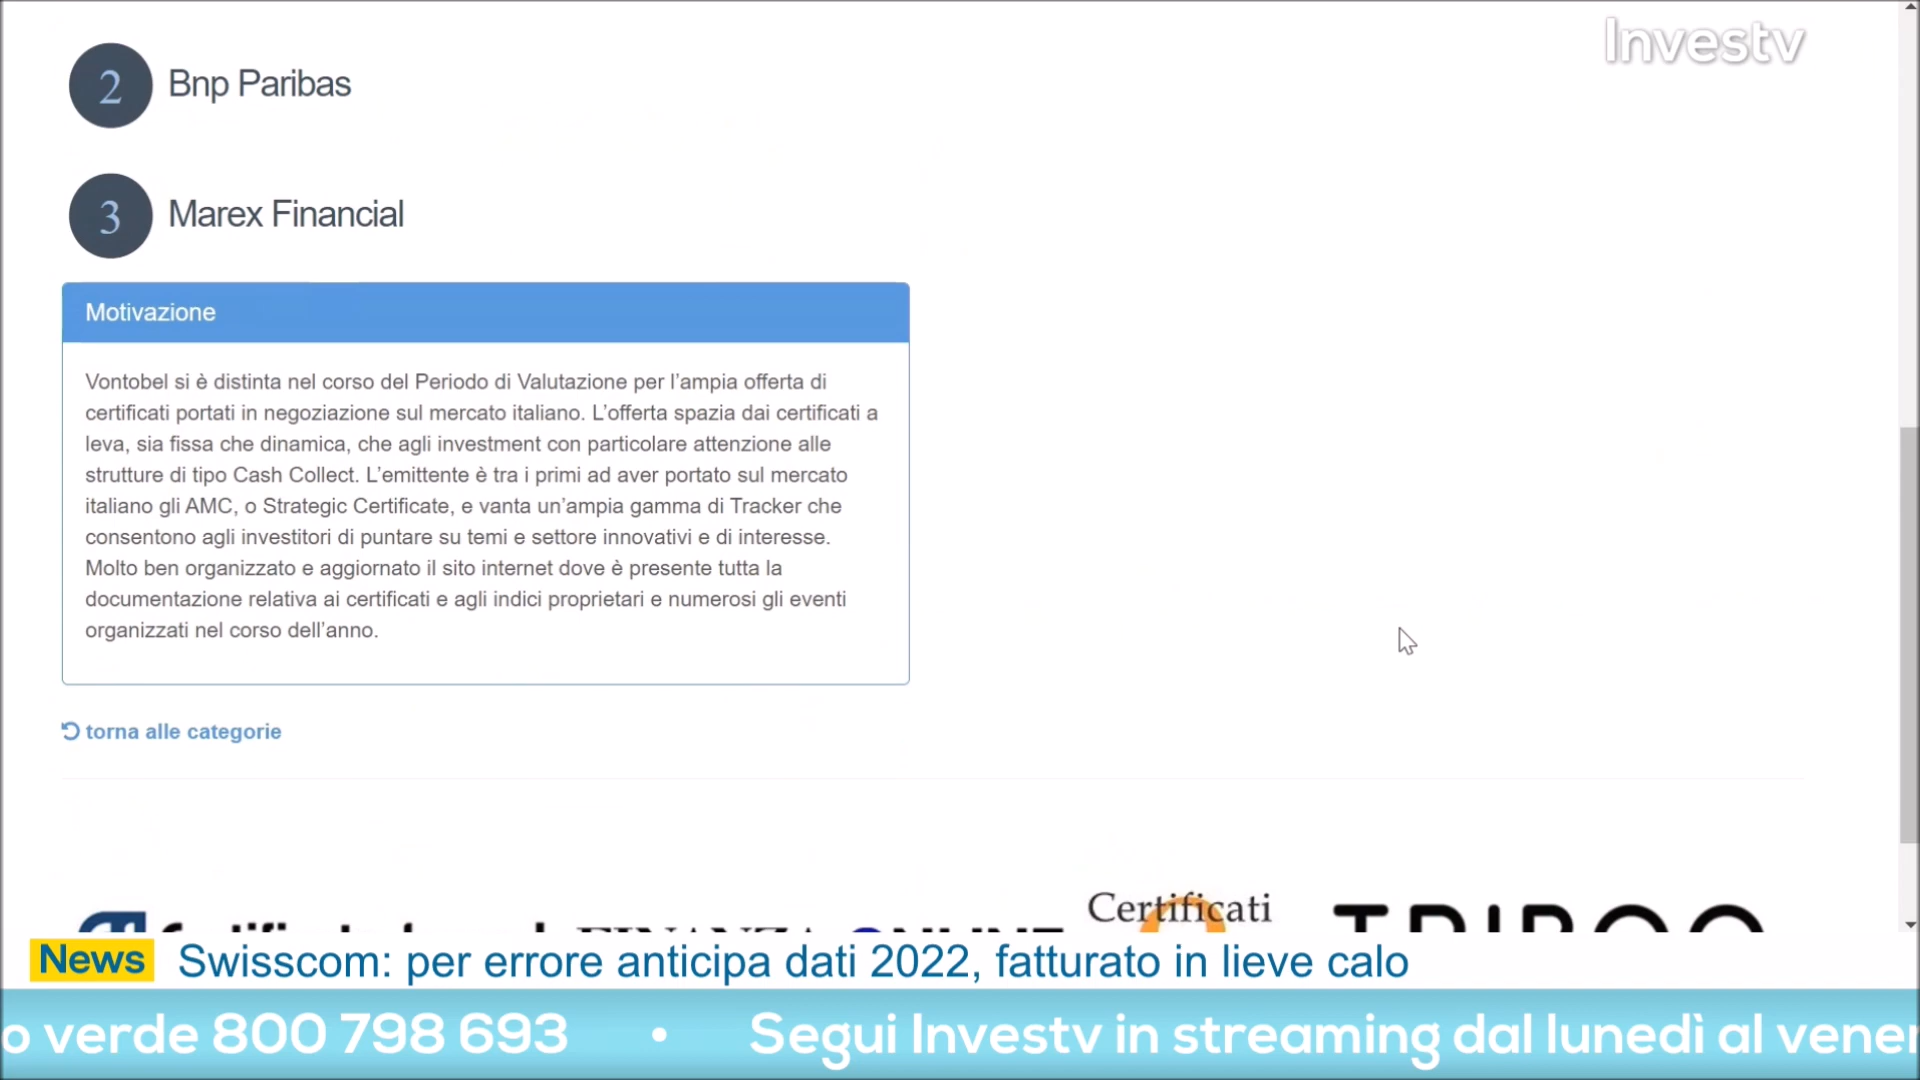 Investv
2 Bnp Paribas
3 Marex Financial
Motivazione
Vontobel si è distinta nel corso del Periodo di Valutazione per l’ampia offerta di
certificati portati in negoziazione sul mercato italiano. L’offerta spazia dai certificati a
leva, sia fissa che dinamica, che agli investment con particolare attenzione alle
strutture di tipo Cash Collect. L’emittente è tra i primi ad aver portato sul mercato
italiano gli AMC, o Strategic Certificate, e vanta un’ampia gamma di Tracker che
consentono agli investitori di puntare su temi e settore innovativi e di interesse.
Molto ben organizzato e aggiornato il sito internet dove è presente tutta la
documentazione relativa ai certificati e agli indici proprietari e numerosi gli eventi
organizzati nel corso dell’anno.
torna alle categorie
Certificati
News Swisscom: per errore anticipa dati 2022, fatturato in lieve calo
o verde 800 798 693 • Segui Investv in streaming dal lunedì al vener